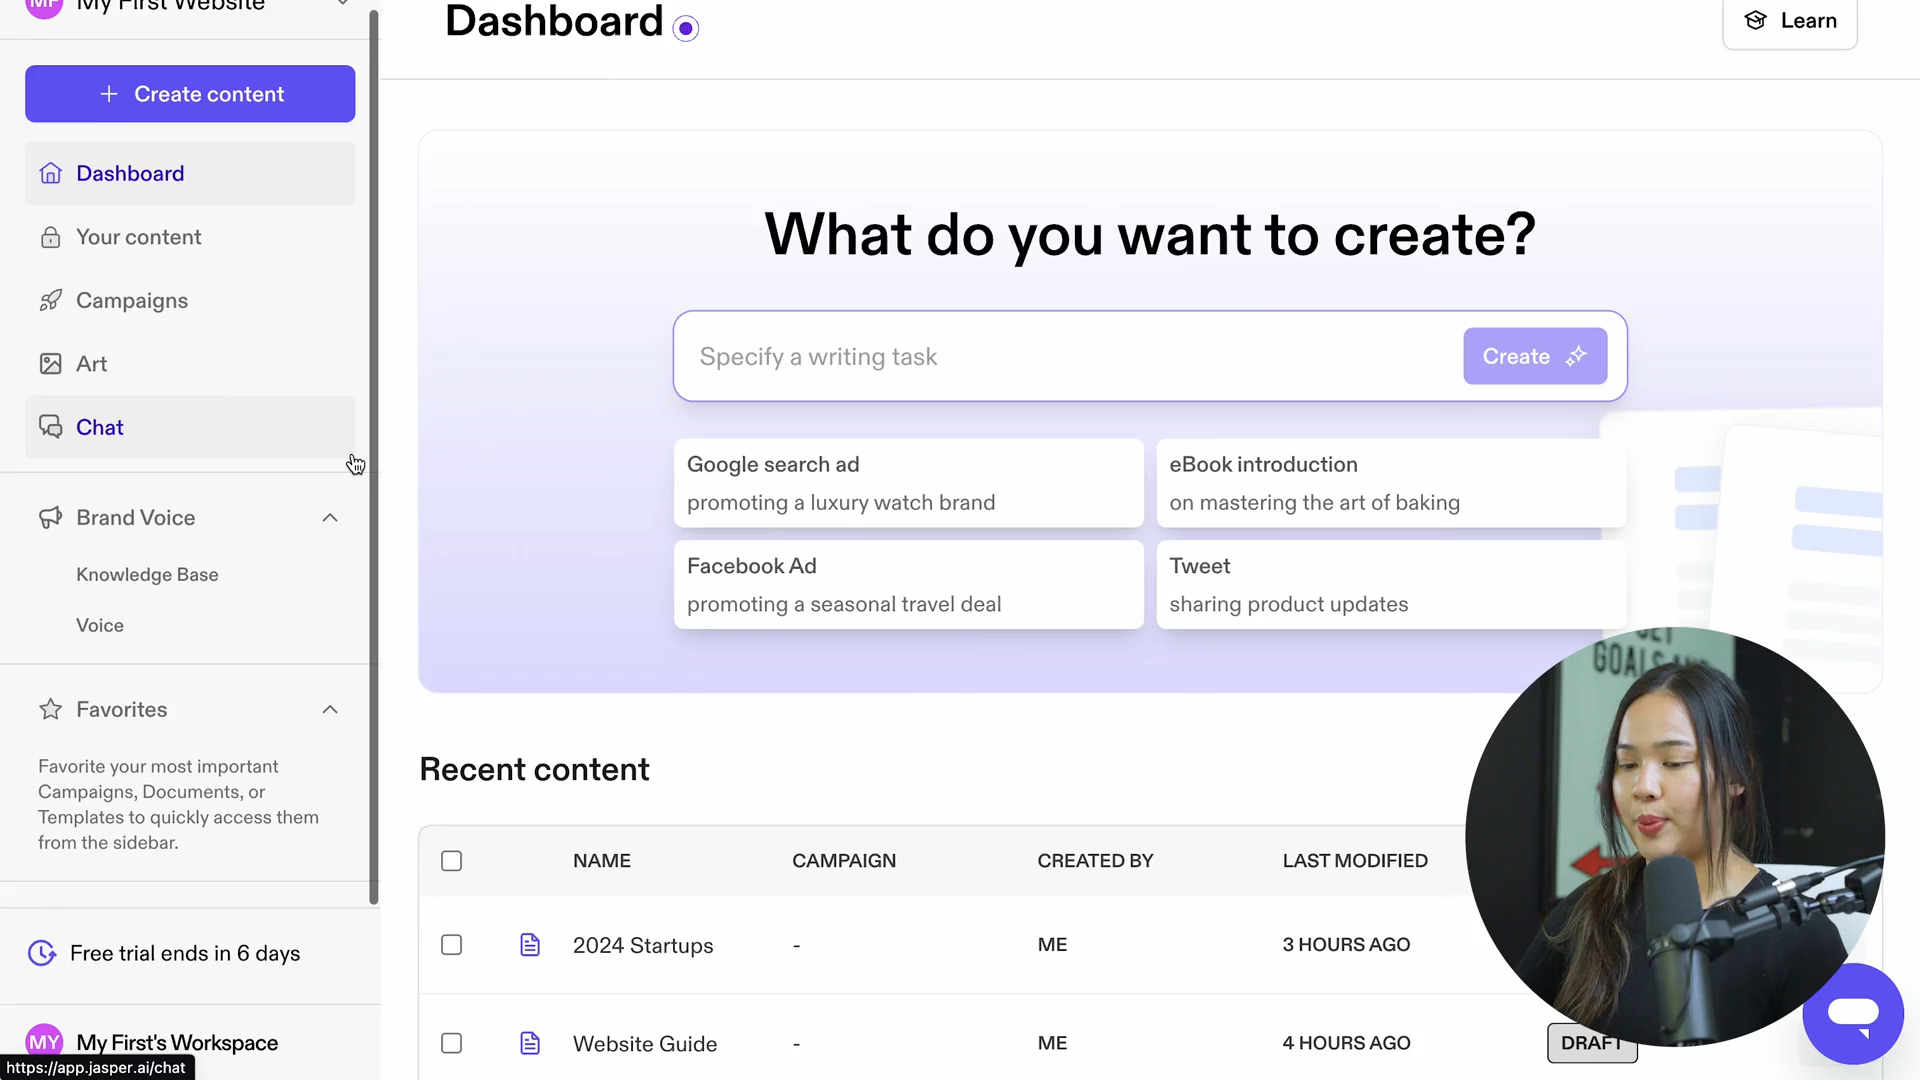 My First Website
Dashboard
Learn
Create content
Dashboard
Your content
Campaigns
Art
Chat
Brand Voice
Knowledge Base
Voice
Favorites
Favorite your most important
Campaigns, Documents, or
Templates to quickly access them
from the sidebar.
Free trial ends in 6 days
MY
My First's Workspace
https://app.jasper.ai/chat
What do you want to create?
Specify a writing task
Create
Google search ad
promoting a luxury watch brand
eBook introduction
on mastering the art of baking
Facebook Ad
promoting a seasonal travel deal
Tweet
sharing product updates
GOALS
Recent content
NAME CAMPAIGN CREATED BY LAST MODIFIED
2024 Startups - ME 3 HOURS AGO
Website Guide - ME 4 HOURS AGO DRAFT